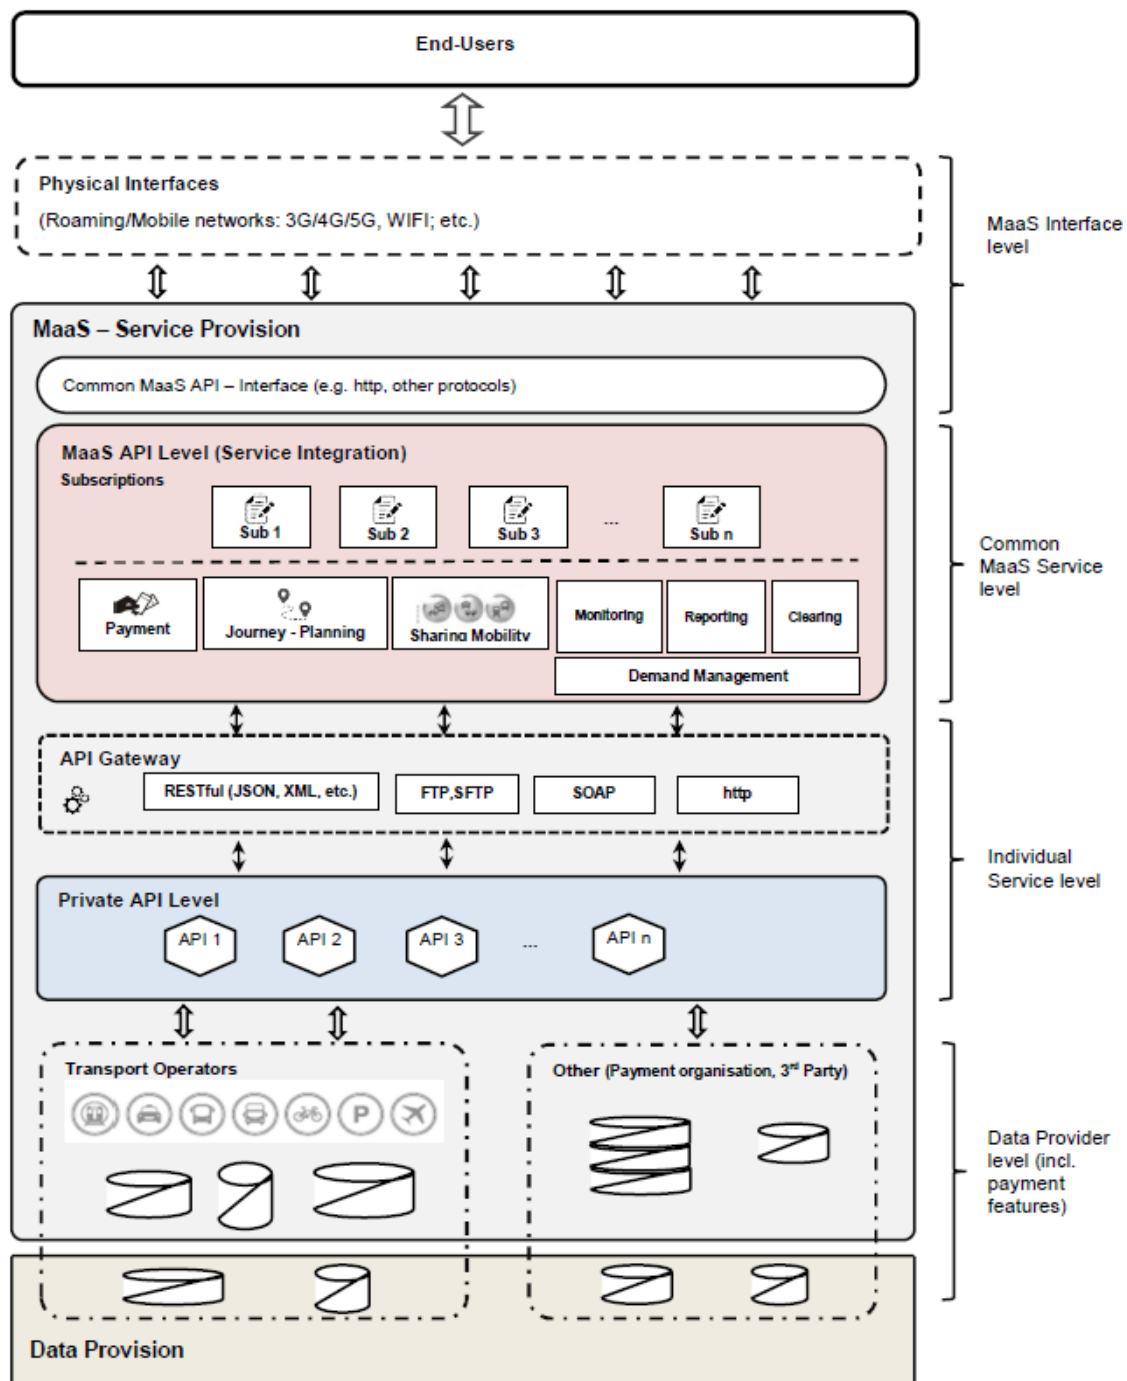 End-Users
Physical Interfaces
(Roaming/Mobile networks: 3G/4G/5G, WIFI; etc.)
MaaS Interface
level
MaaS – Service Provision
Common MaaS API – Interface (e.g. http, other protocols)
MaaS API Level (Service Integration)
Subscriptions
Sub 1
Sub 2
Sub 3
...
Sub n
Common
MaaS Service
level
Payment
Journey - Planning
Sharing Mobility
Monitoring
Reporting
Clearing
Demand Management
API Gateway
RESTful (JSON, XML, etc.)
FTP,SFTP
SOAP
http
Individual
Service level
Private API Level
API 1
API 2
API 3
...
API n
Transport Operators
P
Other (Payment organisation, 3rd Party)
Data Provider
level (incl.
payment
features)
Data Provision